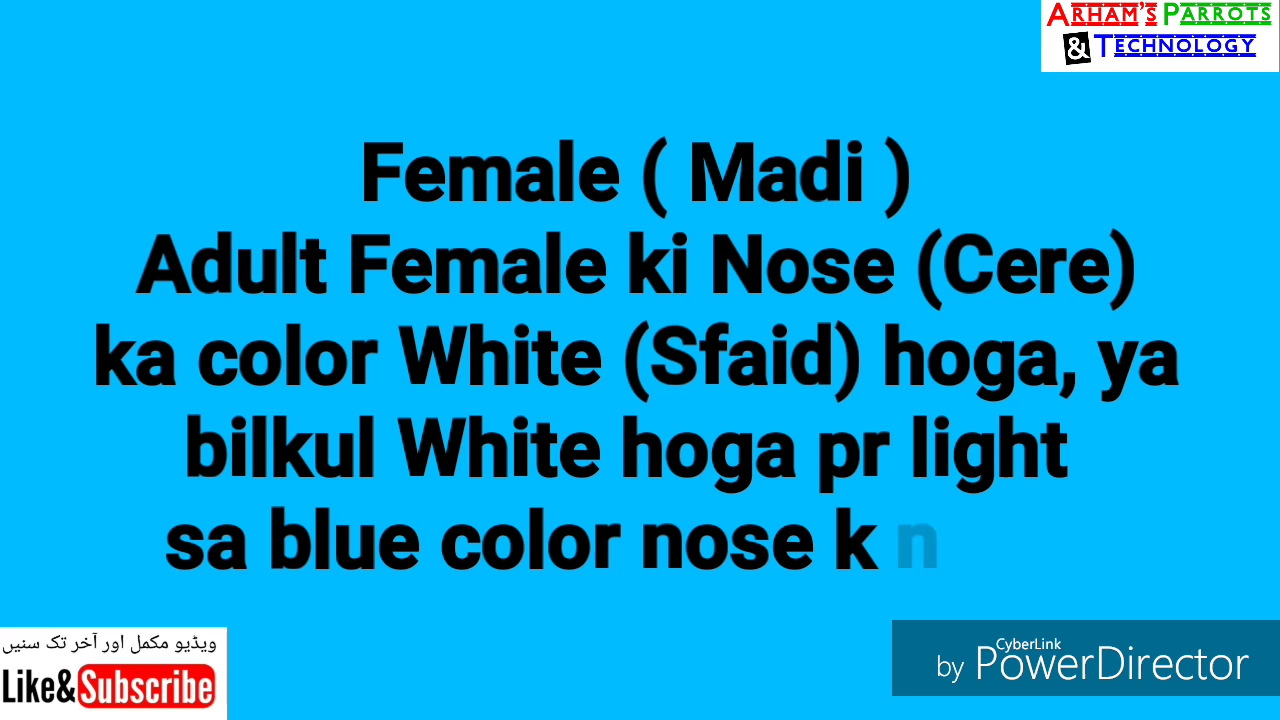 ARHAM'S PARROTS
& TECHNOLOGY
Female ( Madi )
Adult Female ki Nose (Cere)
ka color White (Sfaid) hoga, ya
bilkul White hoga pr light
sa blue color nose k n
ویڈیو مکمل اور آخر تک سنیں
Like&Subscribe
by CyberLink PowerDirector